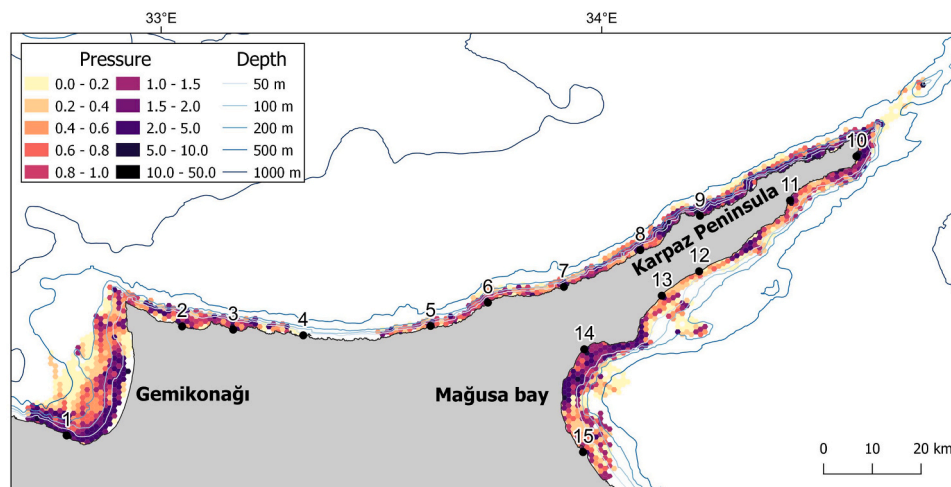 33°E
34°E
Pressure Depth
0.0 - 0.2 1.0 - 1.5 50 m
0.2 - 0.4 1.5 - 2.0 100 m
0.4 - 0.6 2.0 - 5.0 200 m
0.6 - 0.8 5.0 - 10.0 500 m
0.8 - 1.0 10.0 - 50.0 1000 m
10
11
9
8
Karpaz Peninsula
12
7
13
6
5
2
3
4
14
Gemikonağı
Mağusa bay
1
15
0 10 20 km